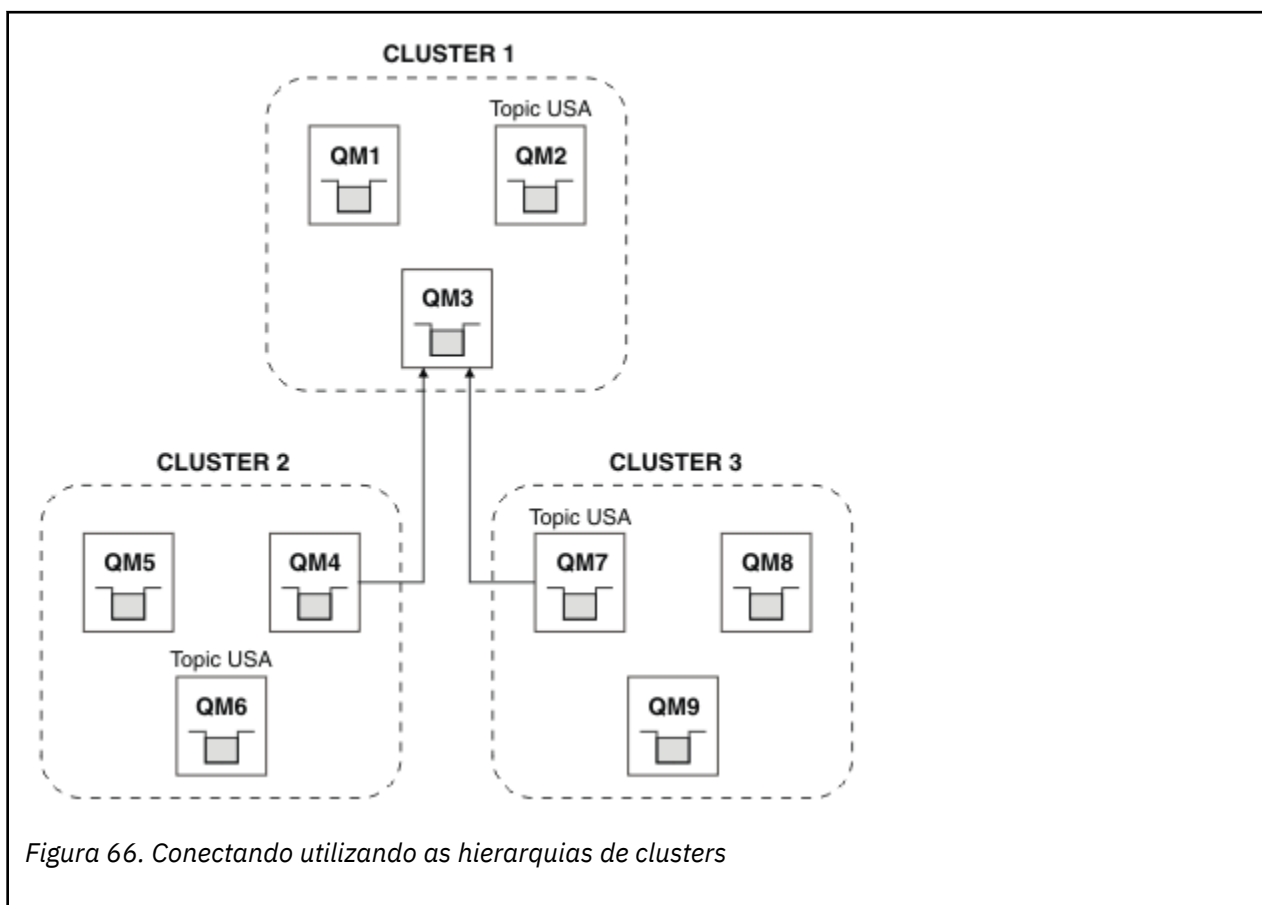 CLUSTER 1
Topic USA
QM1
QM2
QM3
CLUSTER 2
CLUSTER 3
Topic USA
QM5
QM4
QM7
QM8
Topic USA
QM6
QM9
Figura 66. Conectando utilizando as hierarquias de clusters